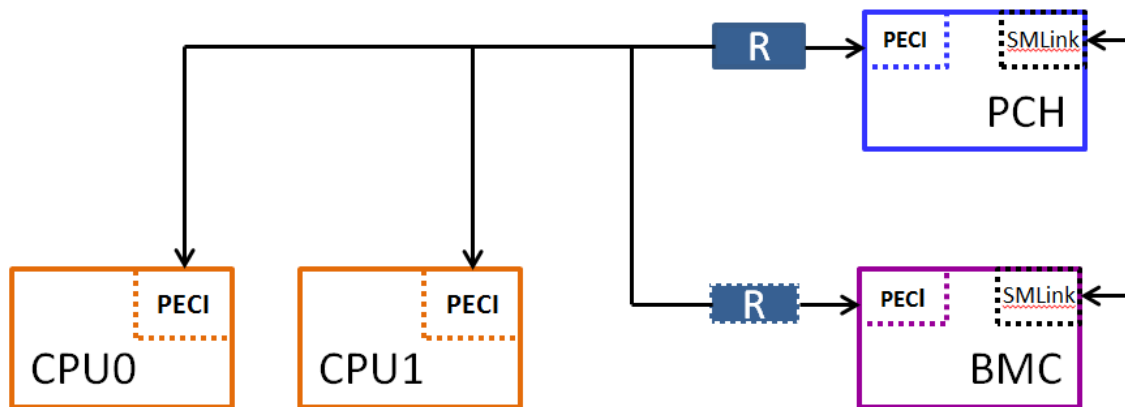 R
PECI
SMLink
PCH
PECI
CPU0
PECI
CPU1
R
PECI
SMLink
BMC